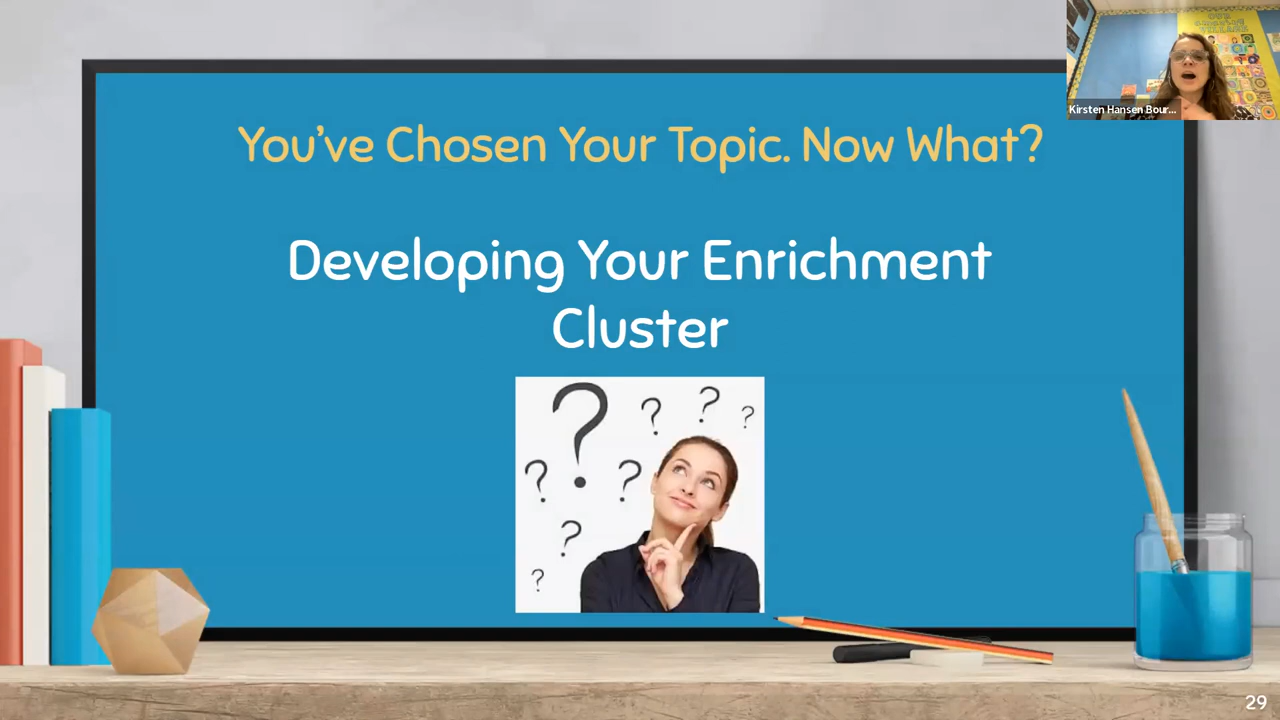 You've Chosen Your Topic. Now What?
Developing Your Enrichment
Cluster
? ? ? ?
? ?
?
?
Kirsten Hansen Bour...
29